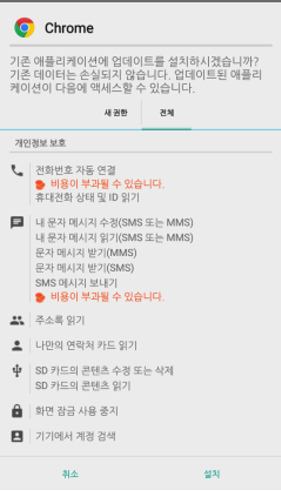 Chrome
기존 애플리케이션에 업데이트를 설치하시겠습니까?
기존 데이터는 손실되지 않습니다. 업데이트된 애플리
케이션이 다음에 액세스할 수 있습니다.
새 권한 전체
개인정보 보호
전화번호 자동 연결
비용이 부과될 수 있습니다.
휴대전화 상태 및 ID 읽기
내 문자 메시지 수정(SMS 또는 MMS)
내 문자 메시지 읽기(SMS 또는 MMS)
문자 메시지 받기(MMS)
문자 메시지 받기(SMS)
SMS 메시지 보내기
비용이 부과될 수 있습니다.
주소록 읽기
나만의 연락처 카드 읽기
SD 카드의 콘텐츠 수정 또는 삭제
SD 카드의 콘텐츠 읽기
화면 잠금 사용 중지
기기에서 계정 검색
취소 설치